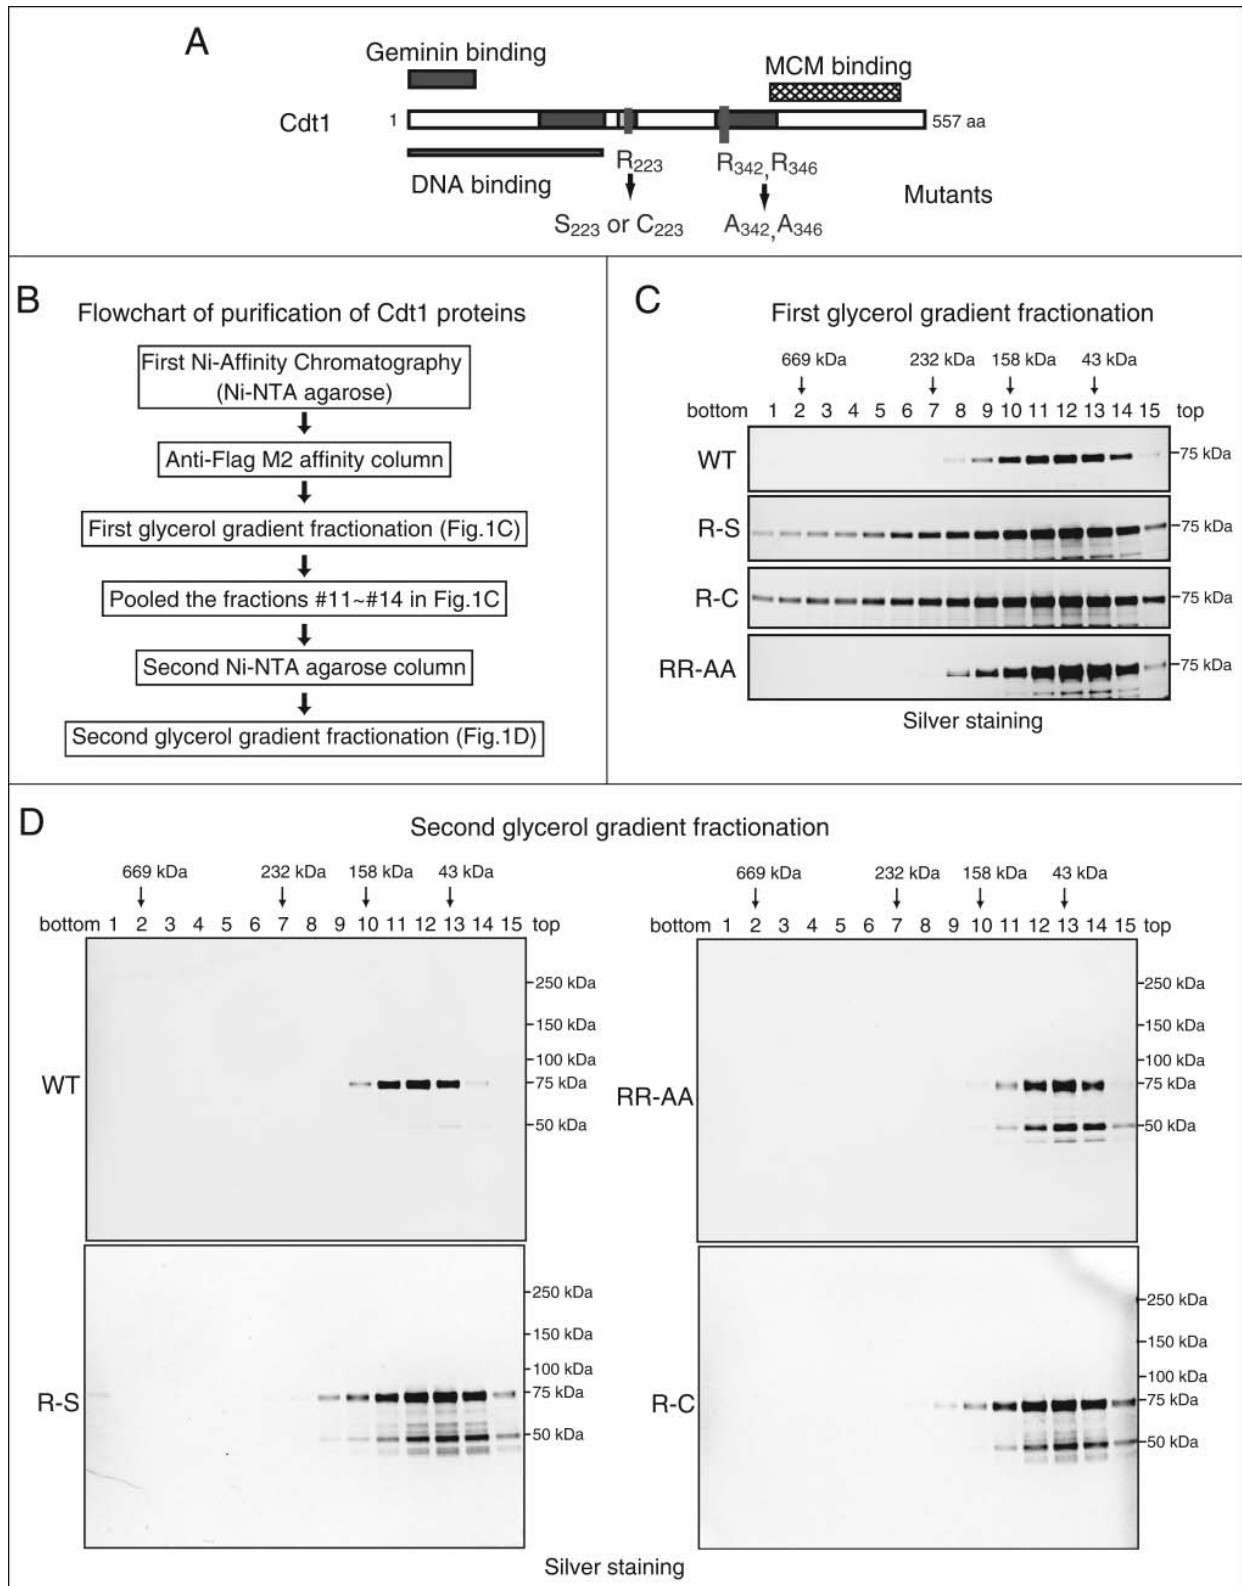 A
Geminin binding
MCM binding
Cdt1
1
557 aa
DNA binding
R223
R342,R346
Mutants
S223 or C223
A342,A346
B
Flowchart of purification of Cdt1 proteins
First Ni-Affinity Chromatography
(Ni-NTA agarose)
Anti-Flag M2 affinity column
First glycerol gradient fractionation (Fig.1C)
Pooled the fractions #11~#14 in Fig.1C
Second Ni-NTA agarose column
Second glycerol gradient fractionation (Fig.1D)
C
First glycerol gradient fractionation
669 kDa 232 kDa 158 kDa 43 kDa
bottom 1 2 3 4 5 6 7 8 9 10 11 12 13 14 15 top
WT
75 kDa
R-S
75 kDa
R-C
75 kDa
RR-AA
75 kDa
Silver staining
D
Second glycerol gradient fractionation
669 kDa 232 kDa 158 kDa 43 kDa
bottom 1 2 3 4 5 6 7 8 9 10 11 12 13 14 15 top
250 kDa
150 kDa
100 kDa
WT
75 kDa
50 kDa
669 kDa 232 kDa 158 kDa 43 kDa
bottom 1 2 3 4 5 6 7 8 9 10 11 12 13 14 15 top
250 kDa
150 kDa
100 kDa
RR-AA
75 kDa
50 kDa
250 kDa
150 kDa
100 kDa
R-S
75 kDa
50 kDa
250 kDa
150 kDa
100 kDa
R-C
75 kDa
50 kDa
Silver staining